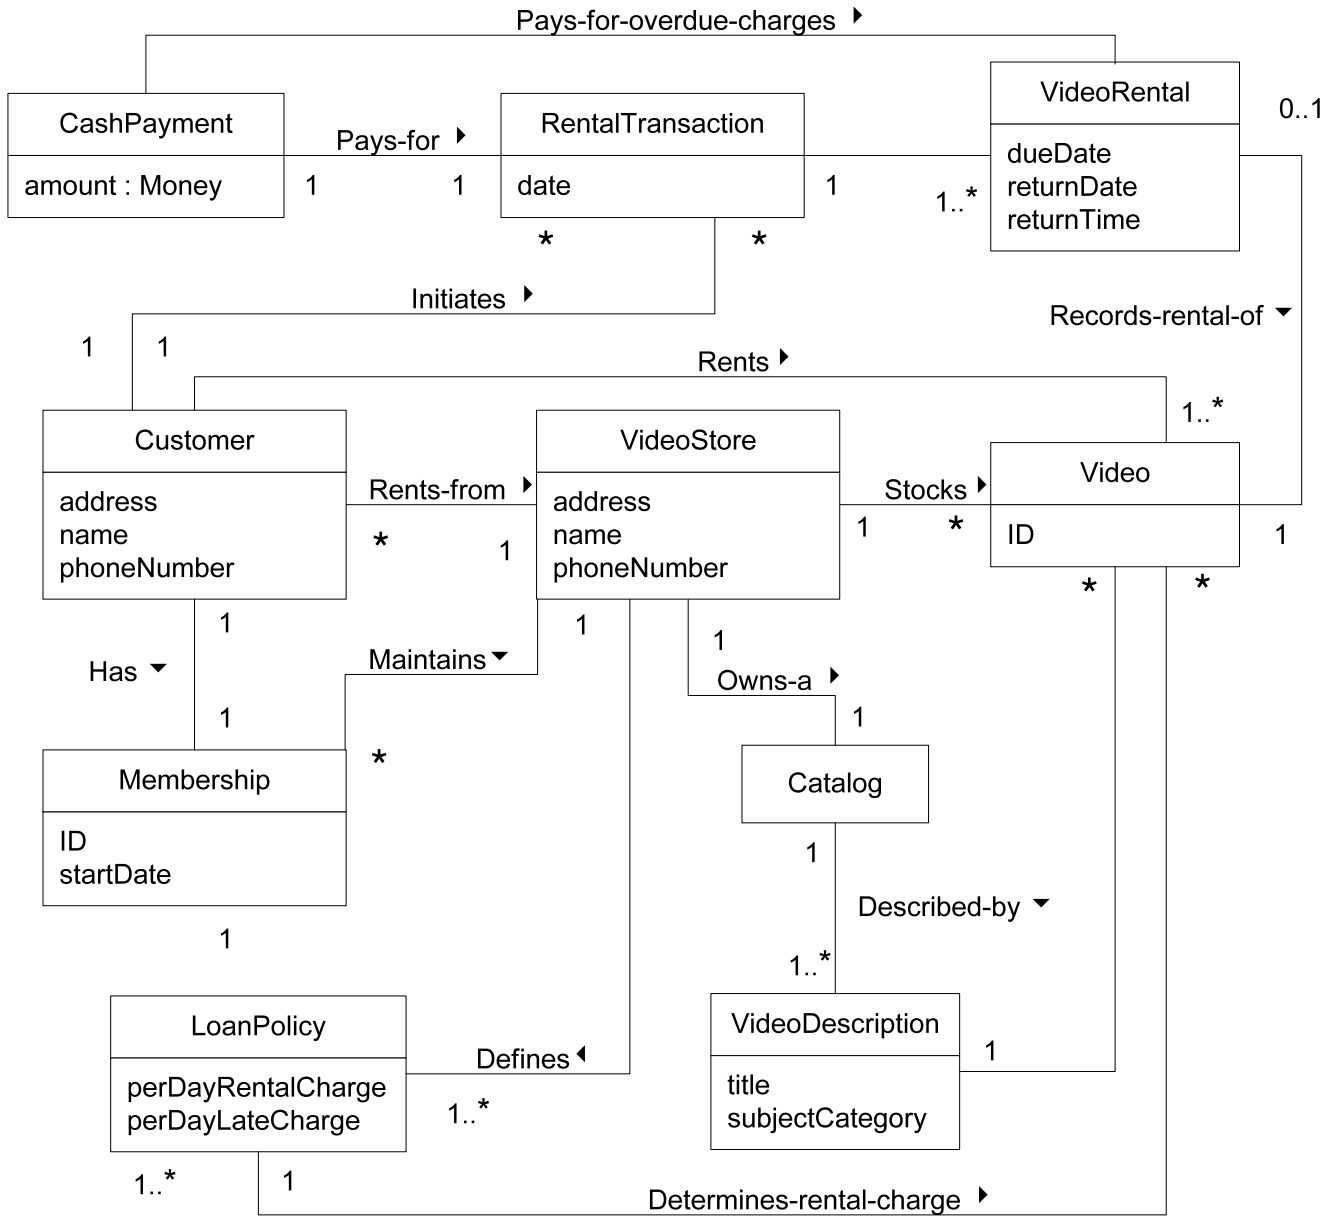 Pays-for-overdue-charges
CashPayment
amount : Money
Pays-for
1
1
RentalTransaction
date
1
1..*
VideoRental
dueDate
returnDate
returnTime
0..1
*
*
Initiates
1
1
Records-rental-of
Rents
1..*
Customer
address
name
phoneNumber
Rents-from
*
1
VideoStore
address
name
phoneNumber
Stocks
1
*
Video
ID
1
*
*
1
Has
1
Maintains
*
1
1
Owns-a
1
Membership
ID
startDate
1
Catalog
1
Described-by
1..*
LoanPolicy
perDayRentalCharge
perDayLateCharge
Defines
1..*
VideoDescription
title
subjectCategory
1
1..*
1
Determines-rental-charge